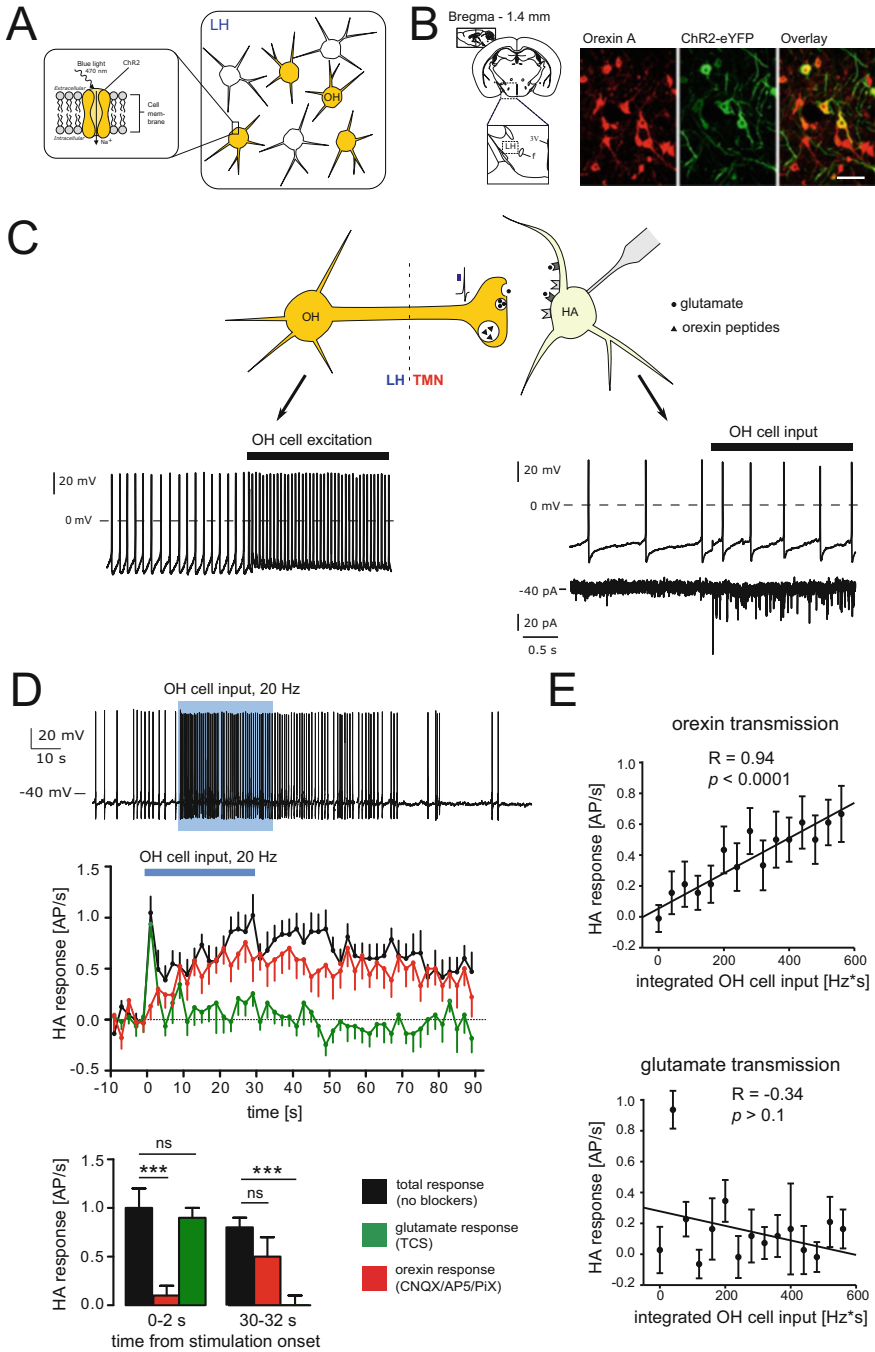 A
LH
Blue light
470 nm
ChR2
Extracellular
Cell
mem-
brane
Intracellular
Na+
OH
B
Bregma - 1.4 mm
LH
3V
f
Orexin A
ChR2-eYFP
Overlay
C
OH
HA
glutamate
orexin peptides
LH
TMN
OH cell excitation
20 mV
0 mV
OH cell input
20 mV
0 mV
-40 pA
20 pA
0.5 s
D
OH cell input, 20 Hz
20 mV
10 s
-40 mV
OH cell input, 20 Hz
HA response [AP/s]
1.5
1.0
0.5
0.0
-0.5
-10 0 10 20 30 40 50 60 70 80 90
time [s]
HA response [AP/s]
1.5
1.0
0.5
0.0
ns
***
***
ns
0-2 s
30-32 s
time from stimulation onset
total response
(no blockers)
glutamate response
(TCS)
orexin response
(CNQX/AP5/PiX)
E
orexin transmission
R = 0.94
p < 0.0001
HA response [AP/s]
1.0
0.8
0.6
0.4
0.2
0.0
-0.2
0 200 400 600
integrated OH cell input [Hz*s]
glutamate transmission
R = -0.34
p > 0.1
HA response [AP/s]
1.0
0.8
0.6
0.4
0.2
0.0
-0.2
0 200 400 600
integrated OH cell input [Hz*s]